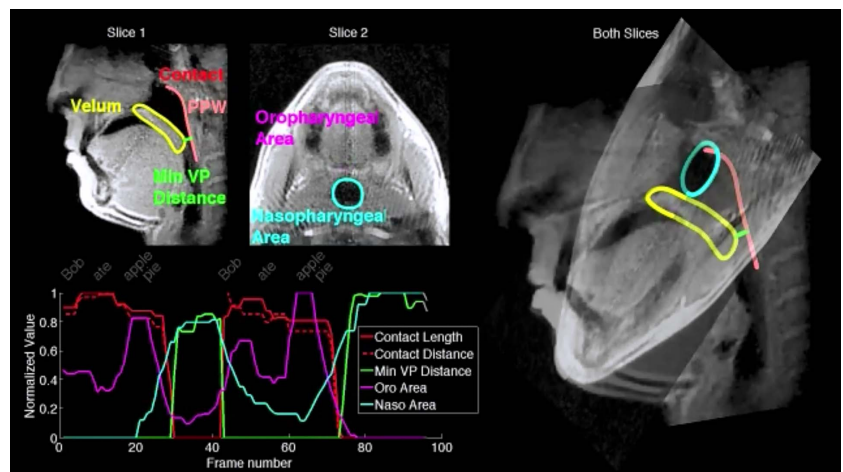 Slice 1
Slice 2
Both Slices
Contact
Velum
PPW
Min VP
Distance
Oropharyngeal
Area
Nasopharyngeal
Area
Bob ate apple pie Bob ate apple pie
Normalized Value
1
0.8
0.6
0.4
0.2
0
Contact Length
Contact Distance
Min VP Distance
Oro Area
Naso Area
0 20 40 60 80 100
Frame number